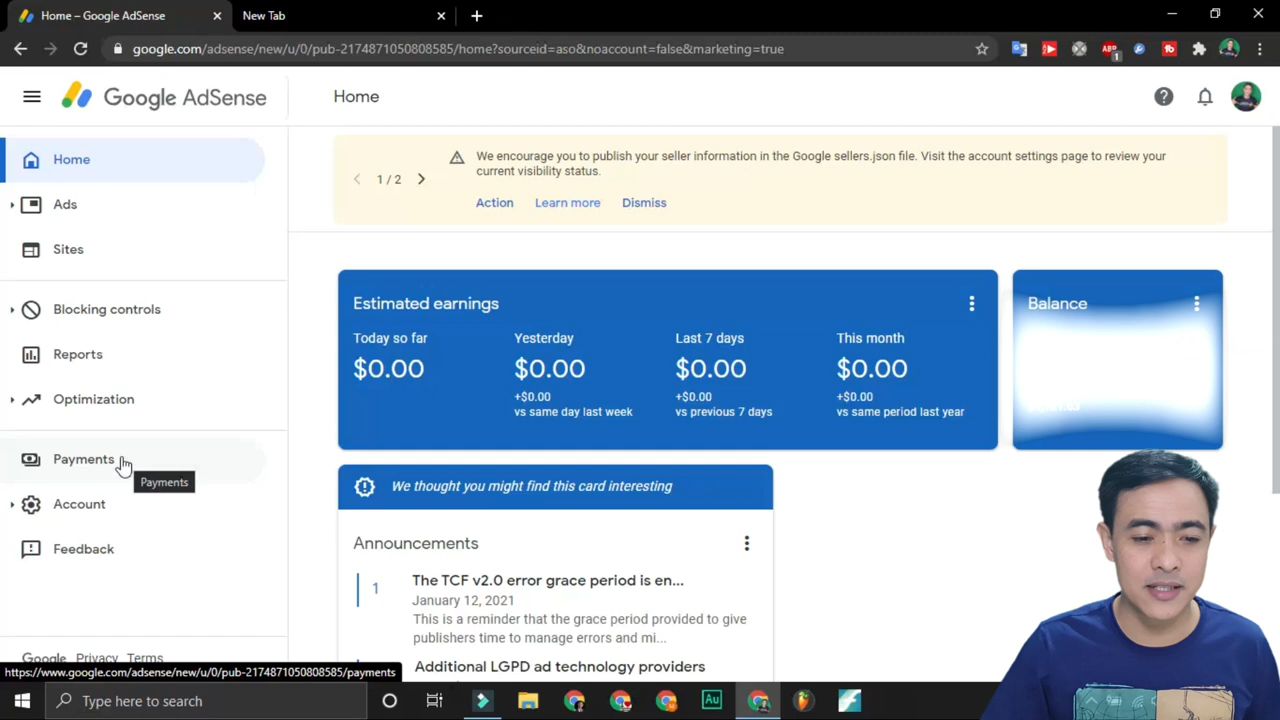 Home – Google AdSense
New Tab
google.com/adsense/new/u/0/pub-2174871050808585/home?sourceid=aso&noaccount=false&marketing=true
ABP
1
Google AdSense
Home
Home
Ads
Sites
Blocking controls
Reports
Optimization
Payments
Payments
Account
Feedback
Google Privacy Terms
https://www.google.com/adsense/new/u/0/pub-2174871050808585/payments
1 / 2
We encourage you to publish your seller information in the Google sellers.json file. Visit the account settings page to review your
current visibility status.
Action Learn more Dismiss
Estimated earnings
Today so far
$0.00
Yesterday
$0.00
+$0.00
vs same day last week
Last 7 days
$0.00
+$0.00
vs previous 7 days
This month
$0.00
+$0.00
vs same period last year
Balance
We thought you might find this card interesting
Announcements
1
The TCF v2.0 error grace period is en...
January 12, 2021
This is a reminder that the grace period provided to give
publishers time to manage errors and mi...
Additional LGPD ad technology providers
Type here to search
Au